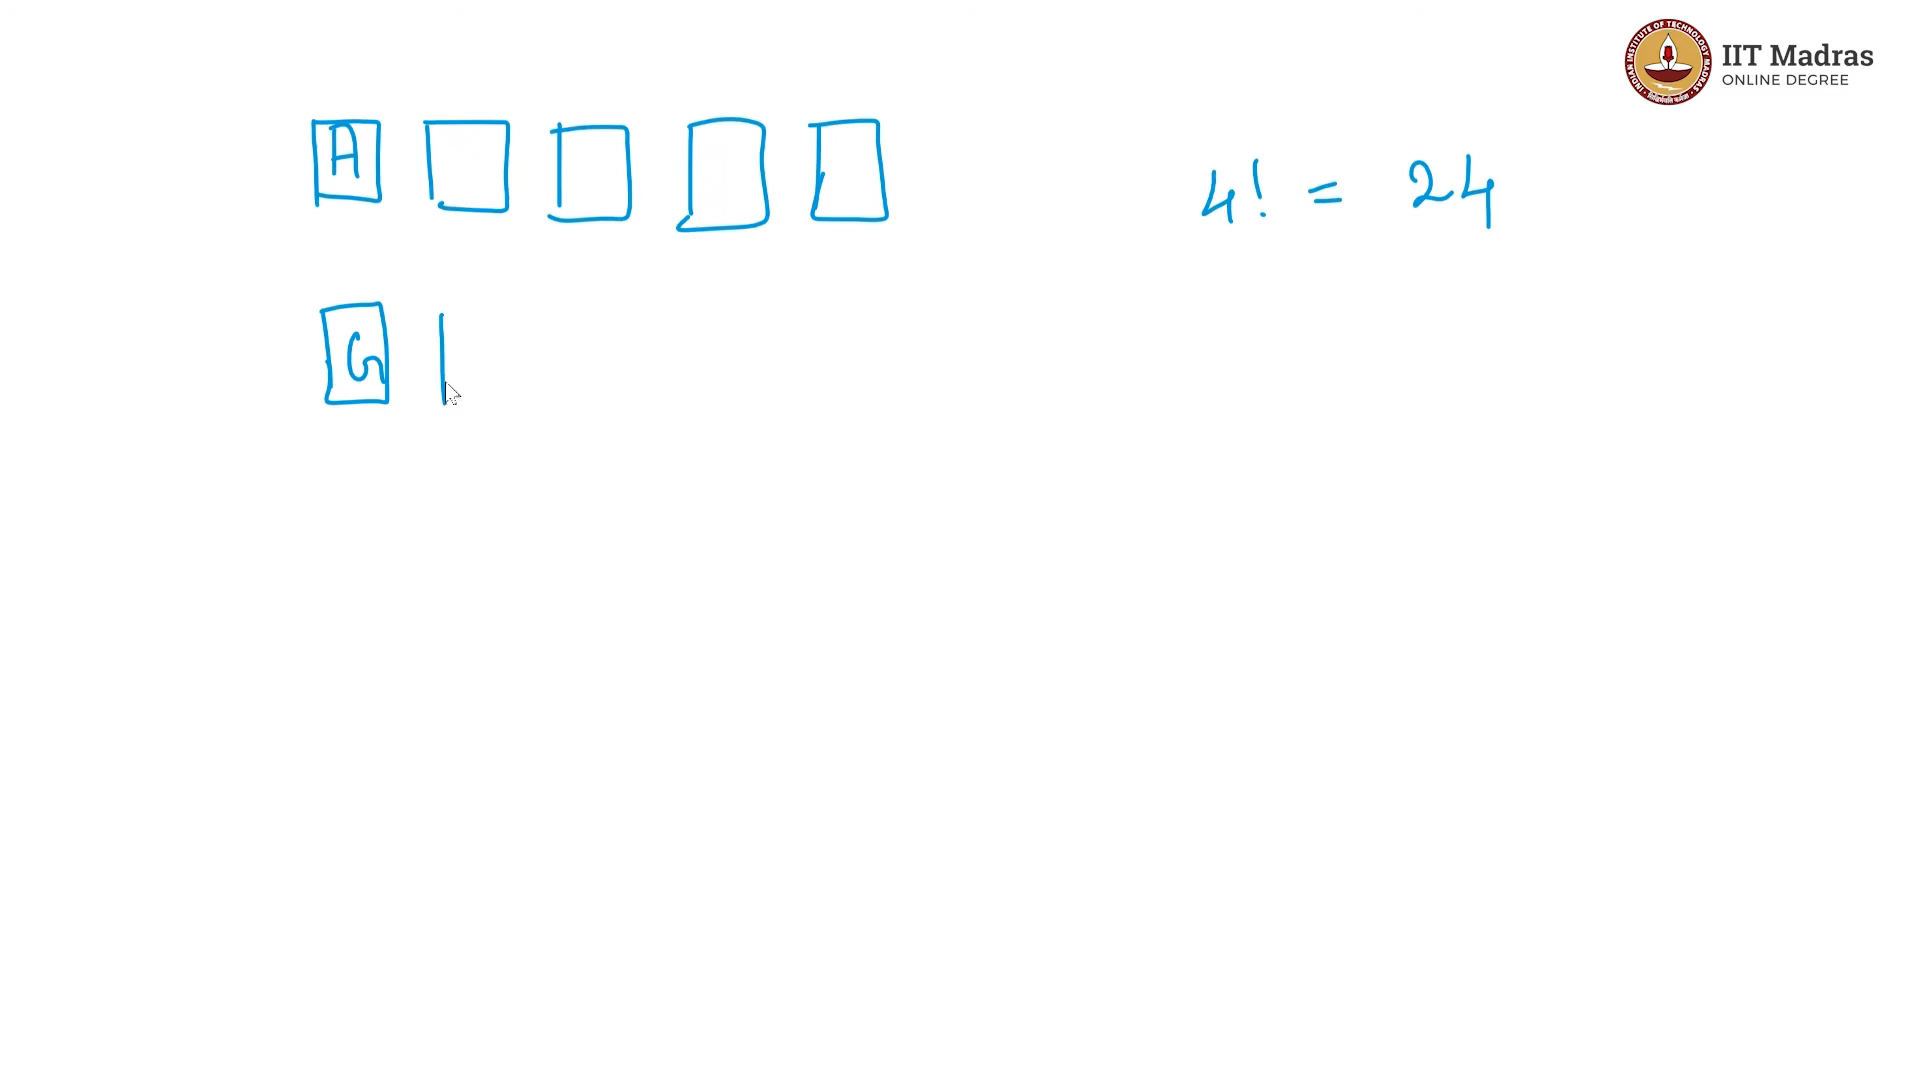 IIT Madras
ONLINE DEGREE
A
4! = 24
G